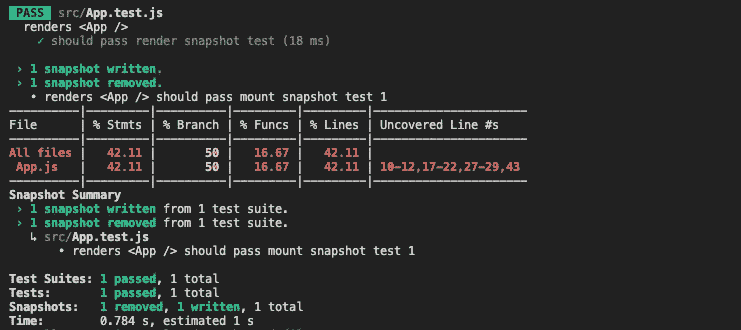 PASS src/App.test.js
renders <App />
✓ should pass render snapshot test (18 ms)
› 1 snapshot written.
› 1 snapshot removed.
• renders <App /> should pass mount snapshot test 1
File | % Stmts | % Branch | % Funcs | % Lines | Uncovered Line #s
All files | 42.11 | 50 | 16.67 | 42.11 |
App.js | 42.11 | 50 | 16.67 | 42.11 | 10-12,17-22,27-29,43
Snapshot Summary
› 1 snapshot written from 1 test suite.
› 1 snapshot removed from 1 test suite.
↳ src/App.test.js
• renders <App /> should pass mount snapshot test 1
Test Suites: 1 passed, 1 total
Tests: 1 passed, 1 total
Snapshots: 1 removed, 1 written, 1 total
Time: 0.784 s, estimated 1 s